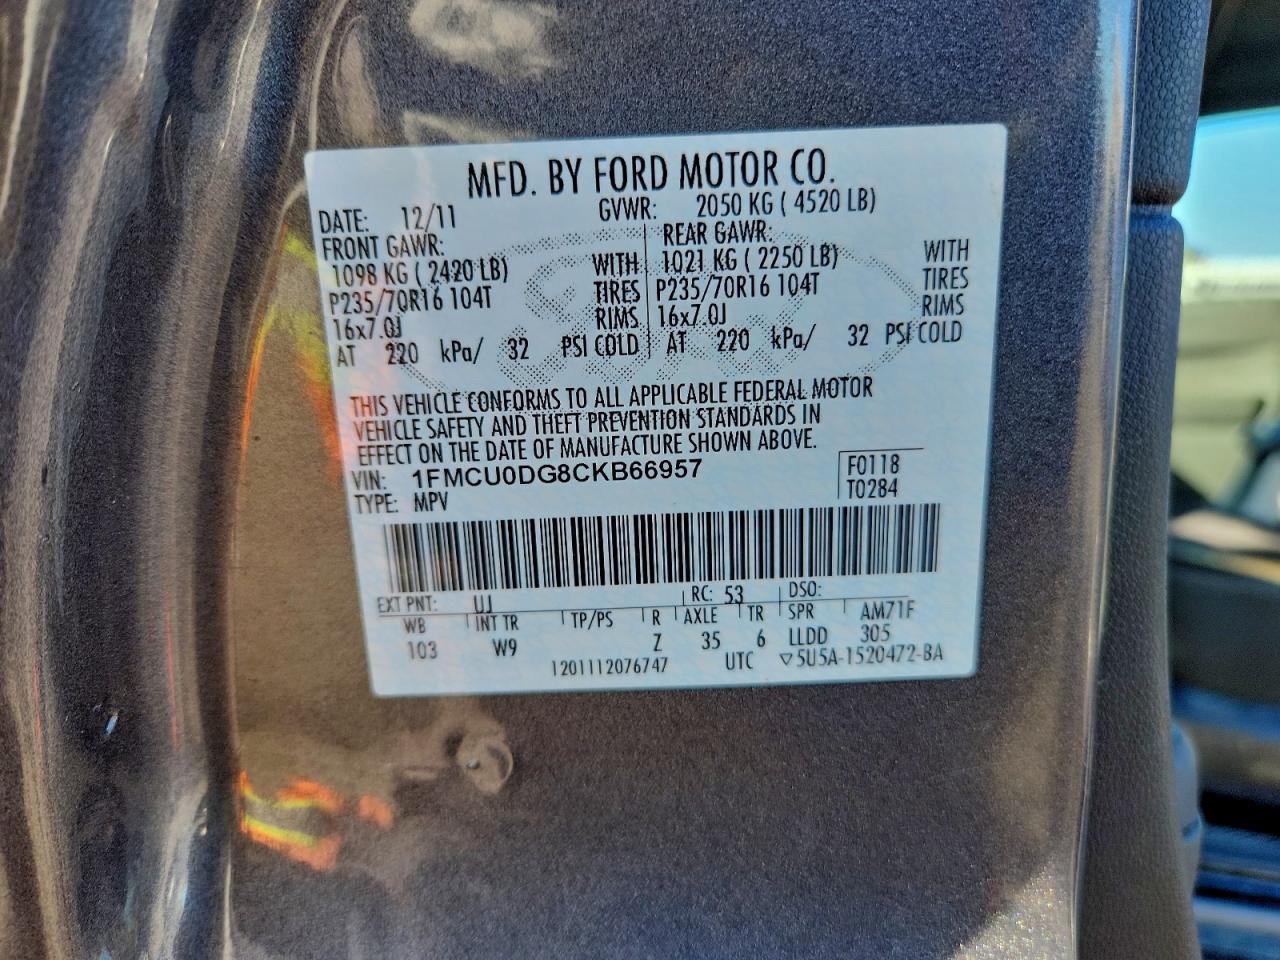 MFD. BY FORD MOTOR CO.
DATE: 12/11 GVWR: 2050 KG ( 4520 LB)
FRONT GAWR: REAR GAWR:
1098 KG ( 2420 LB) WITH 1021 KG ( 2250 LB) WITH
P235/70R16 104T TIRES P235/70R16 104T TIRES
16x7.0J RIMS 16x7.0J RIMS
AT 220 kPa/ 32 PSI COLD AT 220 kPa/ 32 PSI COLD
THIS VEHICLE CONFORMS TO ALL APPLICABLE FEDERAL MOTOR
VEHICLE SAFETY AND THEFT PREVENTION STANDARDS IN
EFFECT ON THE DATE OF MANUFACTURE SHOWN ABOVE.
VIN: 1FMCU0DG8CKB66957 F0118
TYPE: MPV T0284
EXT PNT: UJ RC: 53 DSO:
WB INT TR TP/PS R AXLE TR SPR AM71F
103 W9 Z 35 6 LLDD 305
1201112076747 UTC ▽5U5A-1520472-BA